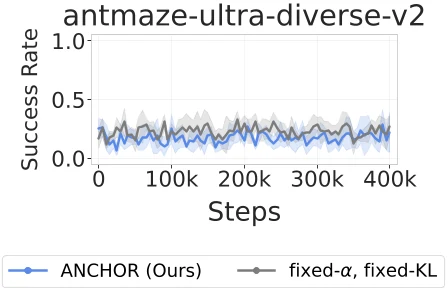 antmaze-ultra-diverse-v2
Success Rate
1.0
0.5
0.0
0 100k 200k 300k 400k
Steps
ANCHOR (Ours) fixed-α, fixed-KL